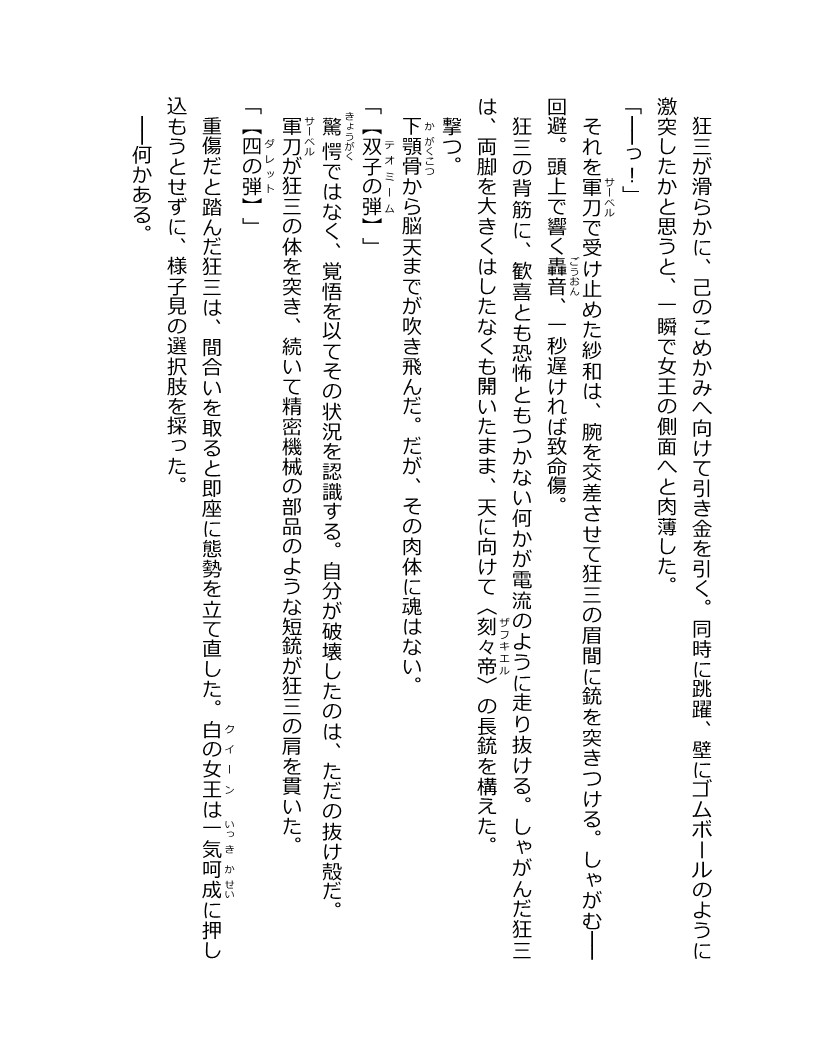 狂三が滑らかに、己のこめかみへ向けて引き金を引く。同時に跳躍、壁にゴムボールのように
激突したかと思うと、一瞬で女王の側面へと肉薄した。
「――っ！」
それを軍刀で受け止めた紗和は、腕を交差させて狂三の眉間に銃を突きつける。しゃがむ――
回避。頭上で響く轟音、一秒遅ければ致命傷。
狂三の背筋に、歓喜とも恐怖ともつかない何かが電流のように走り抜ける。しゃがんだ狂三
は、両脚を大きくはしたなくも開いたまま、天に向けて〈刻々帝〉の長銃を構えた。
撃つ。
下顎骨から脳天までが吹き飛んだ。だが、その肉体に魂はない。
「【双子の弾】」
驚愕ではなく、覚悟を以てその状況を認識する。自分が破壊したのは、ただの抜け殻だ。
軍刀が狂三の体を突き、続いて精密機械の部品のような短銃が狂三の肩を貫いた。
「【四の弾】」
重傷だと踏んだ狂三は、間合いを取ると即座に態勢を立て直した。白の女王は一気呵成に押し
込もうとせずに、様子見の選択肢を採った。
――何かある。
サーベル
ごうおん
ザフキエル
かがくこつ
テオミーム
きょうがく
サーベル
ダレット
クイーン
いっきかせい